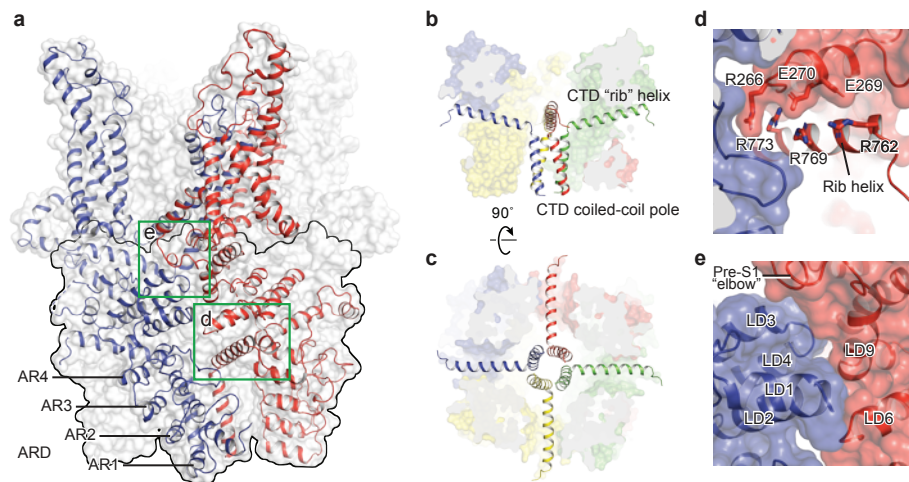 a
e
d
AR4
AR3
AR2
ARD
AR1
b
CTD "rib" helix
CTD coiled-coil pole
90°
c
d
R266
E270
E269
R773
R769
R762
Rib helix
e
Pre-S1
"elbow"
LD3
LD4
LD9
LD1
LD2
LD6